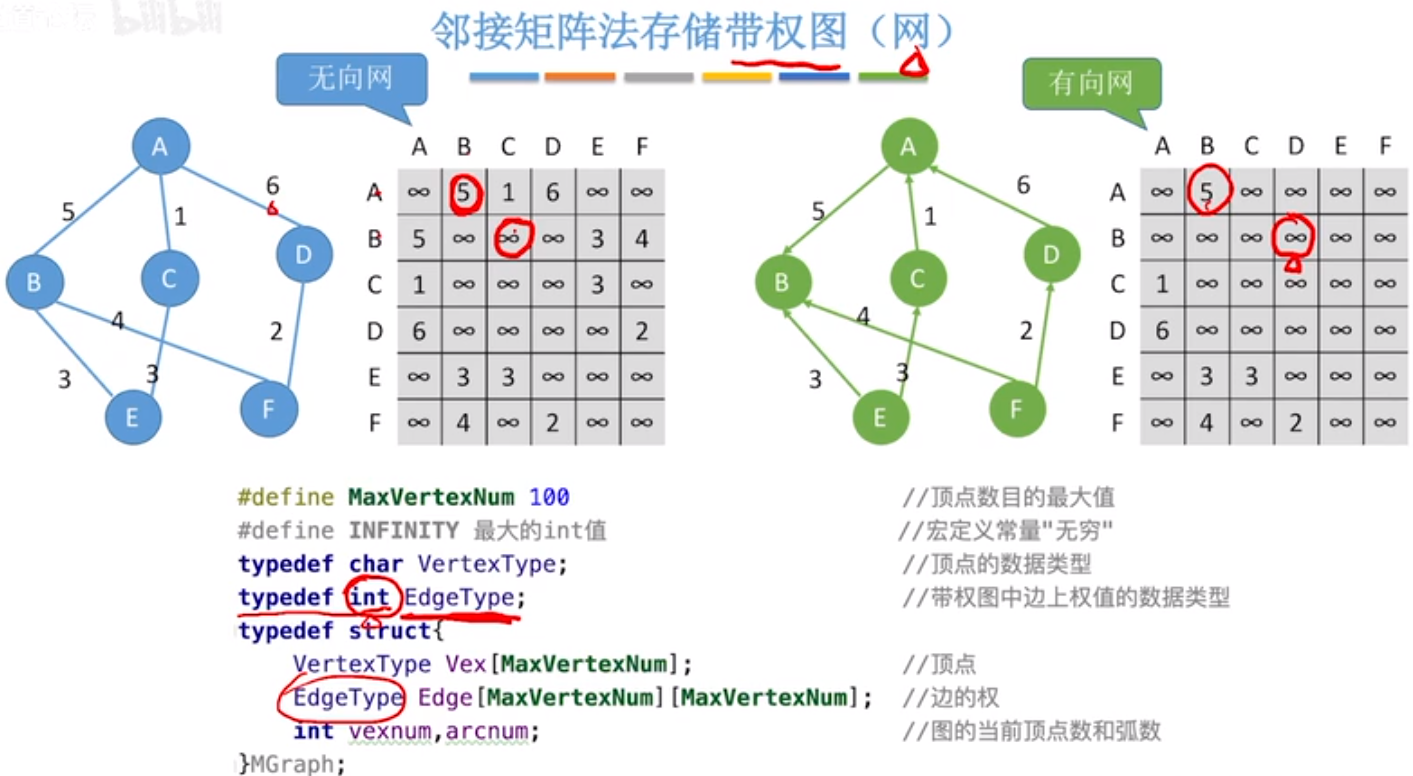 邻接矩阵法存储带权图（网）
无向网
有向网
A
5
1
6
6
B
C
D
4
2
3
3
E
F
A B C D E F
A ∞ 5 1 6 ∞ ∞
B 5 ∞ ∞ ∞ 3 4
C 1 ∞ ∞ ∞ 3 ∞
D 6 ∞ ∞ ∞ ∞ 2
E ∞ 3 3 ∞ ∞ ∞
F ∞ 4 ∞ 2 ∞ ∞
A
5
1
6
B
C
D
4
2
3
3
E
F
A B C D E F
A ∞ 5 ∞ ∞ ∞ ∞
B ∞ ∞ ∞ ∞ ∞ ∞
C 1 ∞ ∞ ∞ ∞ ∞
D 6 ∞ ∞ ∞ ∞ ∞
E ∞ 3 3 ∞ ∞ ∞
F ∞ 4 ∞ 2 ∞ ∞
#define MaxVertexNum 100 //顶点数目的最大值
#define INFINITY 最大的int值 //宏定义常量"无穷"
typedef char VertexType; //顶点的数据类型
typedef int EdgeType; //带权图中边上权值的数据类型
typedef struct{
VertexType Vex[MaxVertexNum]; //顶点
EdgeType Edge[MaxVertexNum][MaxVertexNum]; //边的权
int vexnum,arcnum; //图的当前顶点数和弧数
}MGraph;